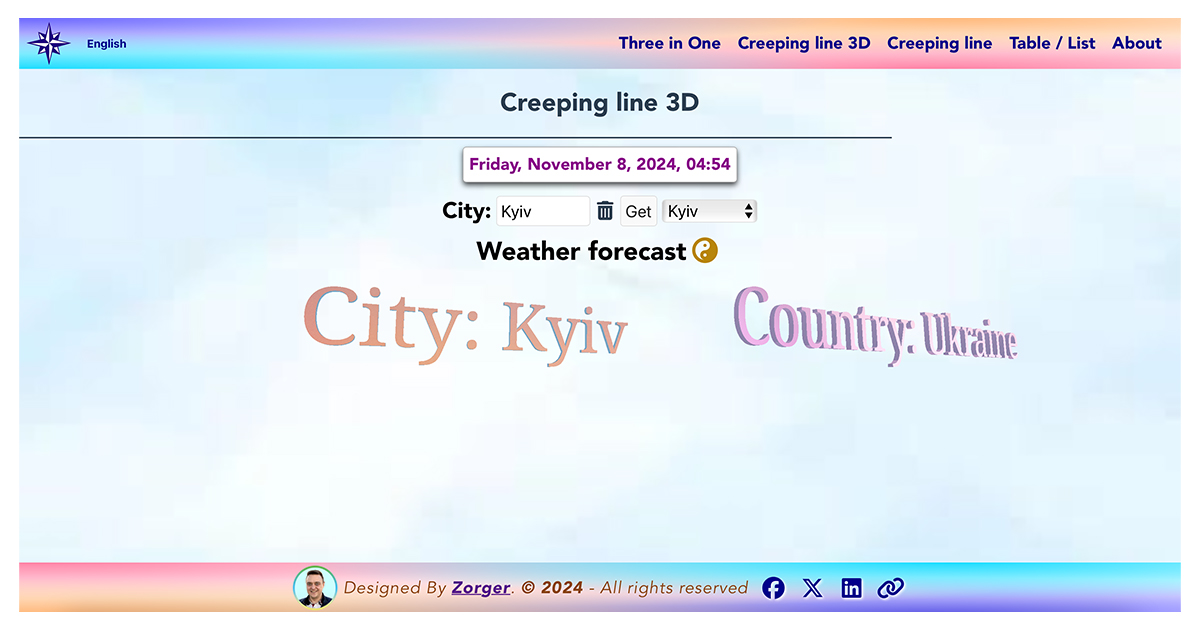 English
Three in One Creeping line 3D Creeping line Table / List About
Creeping line 3D
Friday, November 8, 2024, 04:54
City: Kyiv Get Kyiv
Weather forecast
City: Kyiv Country: Ukraine
Designed By Zorger. © 2024 - All rights reserved